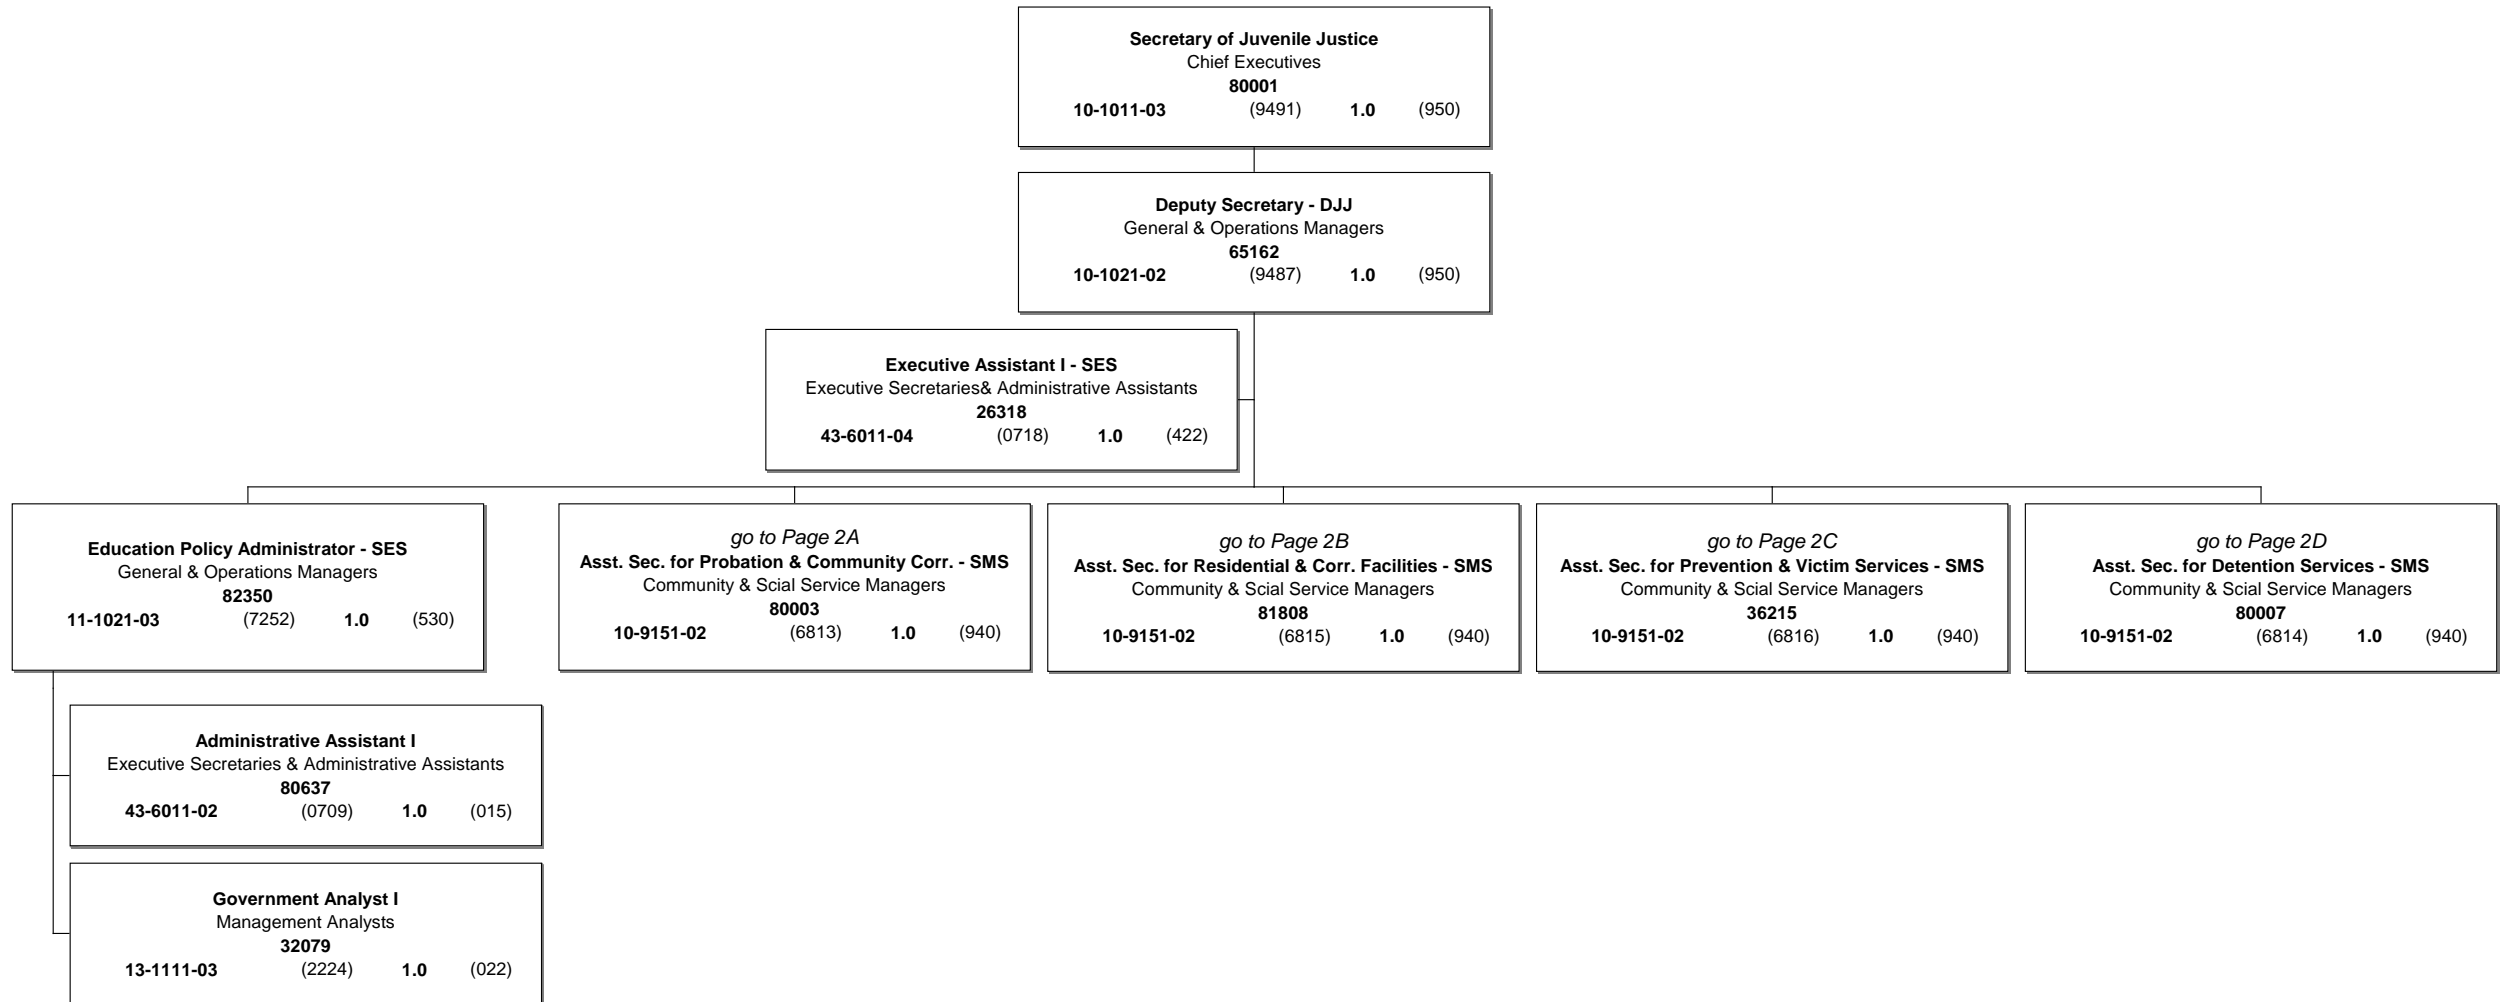 Secretary of Juvenile Justice
Chief Executives
80001
10-1011-03 (9491) 1.0 (950)
Deputy Secretary - DJJ
General & Operations Managers
65162
10-1021-02 (9487) 1.0 (950)
Executive Assistant I - SES
Executive Secretaries& Administrative Assistants
26318
43-6011-04 (0718) 1.0 (422)
Education Policy Administrator - SES
General & Operations Managers
82350
11-1021-03 (7252) 1.0 (530)
go to Page 2A
Asst. Sec. for Probation & Community Corr. - SMS
Community & Scial Service Managers
80003
10-9151-02 (6813) 1.0 (940)
go to Page 2B
Asst. Sec. for Residential & Corr. Facilities - SMS
Community & Scial Service Managers
81808
10-9151-02 (6815) 1.0 (940)
go to Page 2C
Asst. Sec. for Prevention & Victim Services - SMS
Community & Scial Service Managers
36215
10-9151-02 (6816) 1.0 (940)
go to Page 2D
Asst. Sec. for Detention Services - SMS
Community & Scial Service Managers
80007
10-9151-02 (6814) 1.0 (940)
Administrative Assistant I
Executive Secretaries & Administrative Assistants
80637
43-6011-02 (0709) 1.0 (015)
Government Analyst I
Management Analysts
32079
13-1111-03 (2224) 1.0 (022)